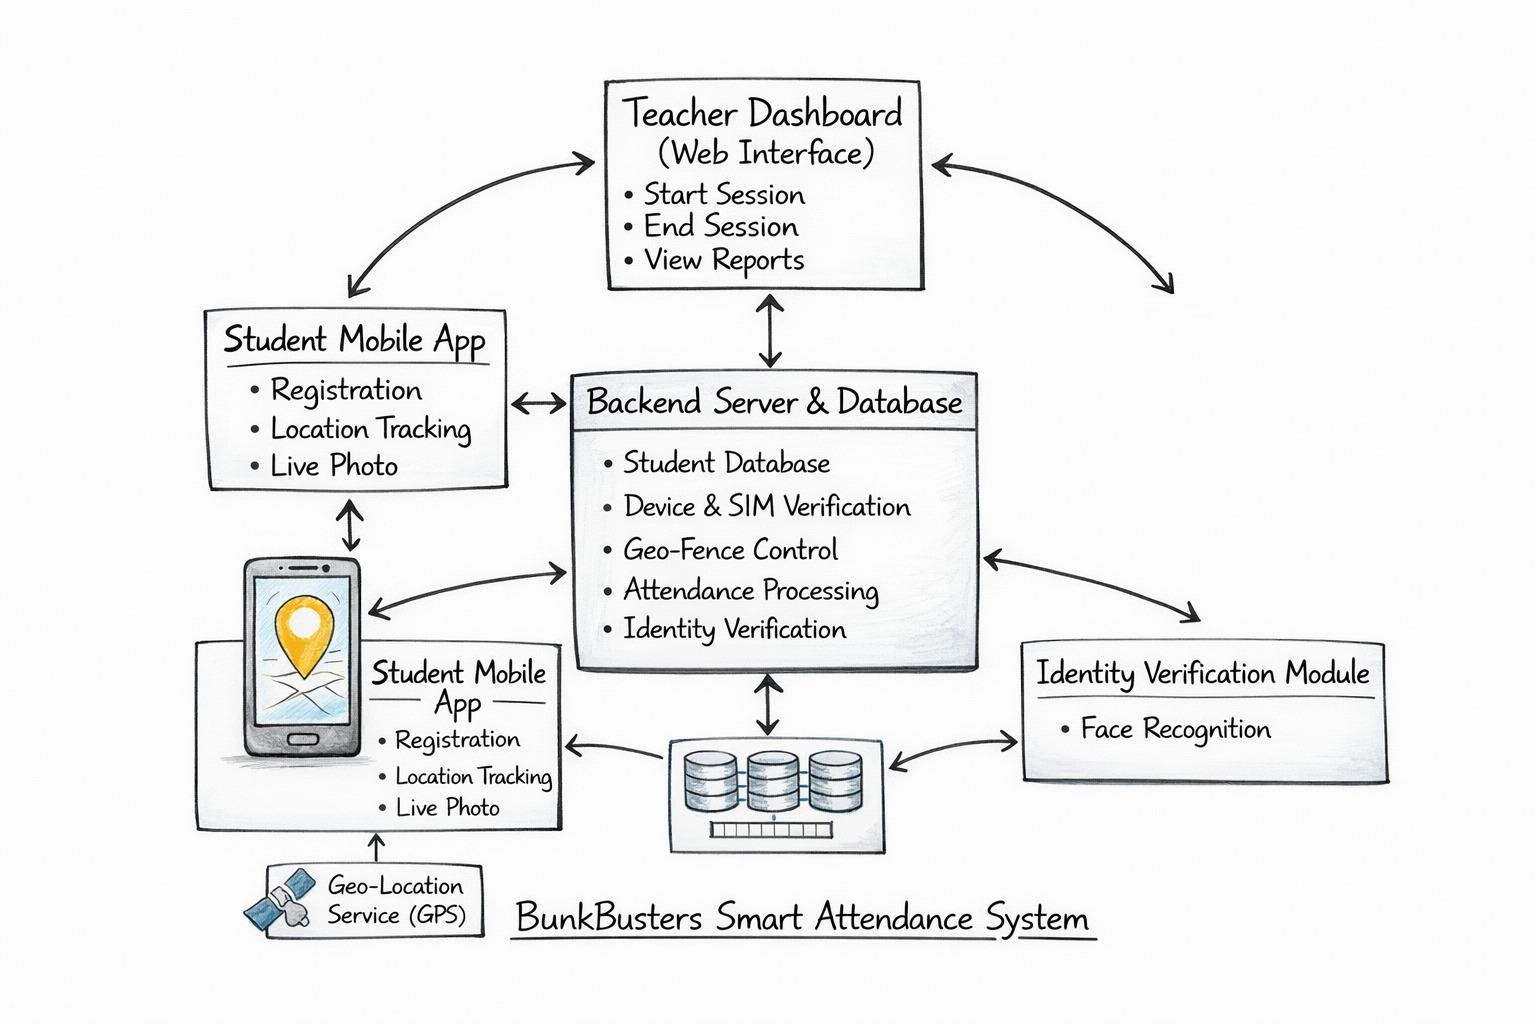 Teacher Dashboard
(Web Interface)
• Start Session
• End Session
• View Reports
Student Mobile App
• Registration
• Location Tracking
• Live Photo
Backend Server & Database
• Student Database
• Device & SIM Verification
• Geo-Fence Control
• Attendance Processing
• Identity Verification
Student Mobile
App
• Registration
• Location Tracking
• Live Photo
Identity Verification Module
• Face Recognition
Geo-Location
Service (GPS)
BunkBusters Smart Attendance System